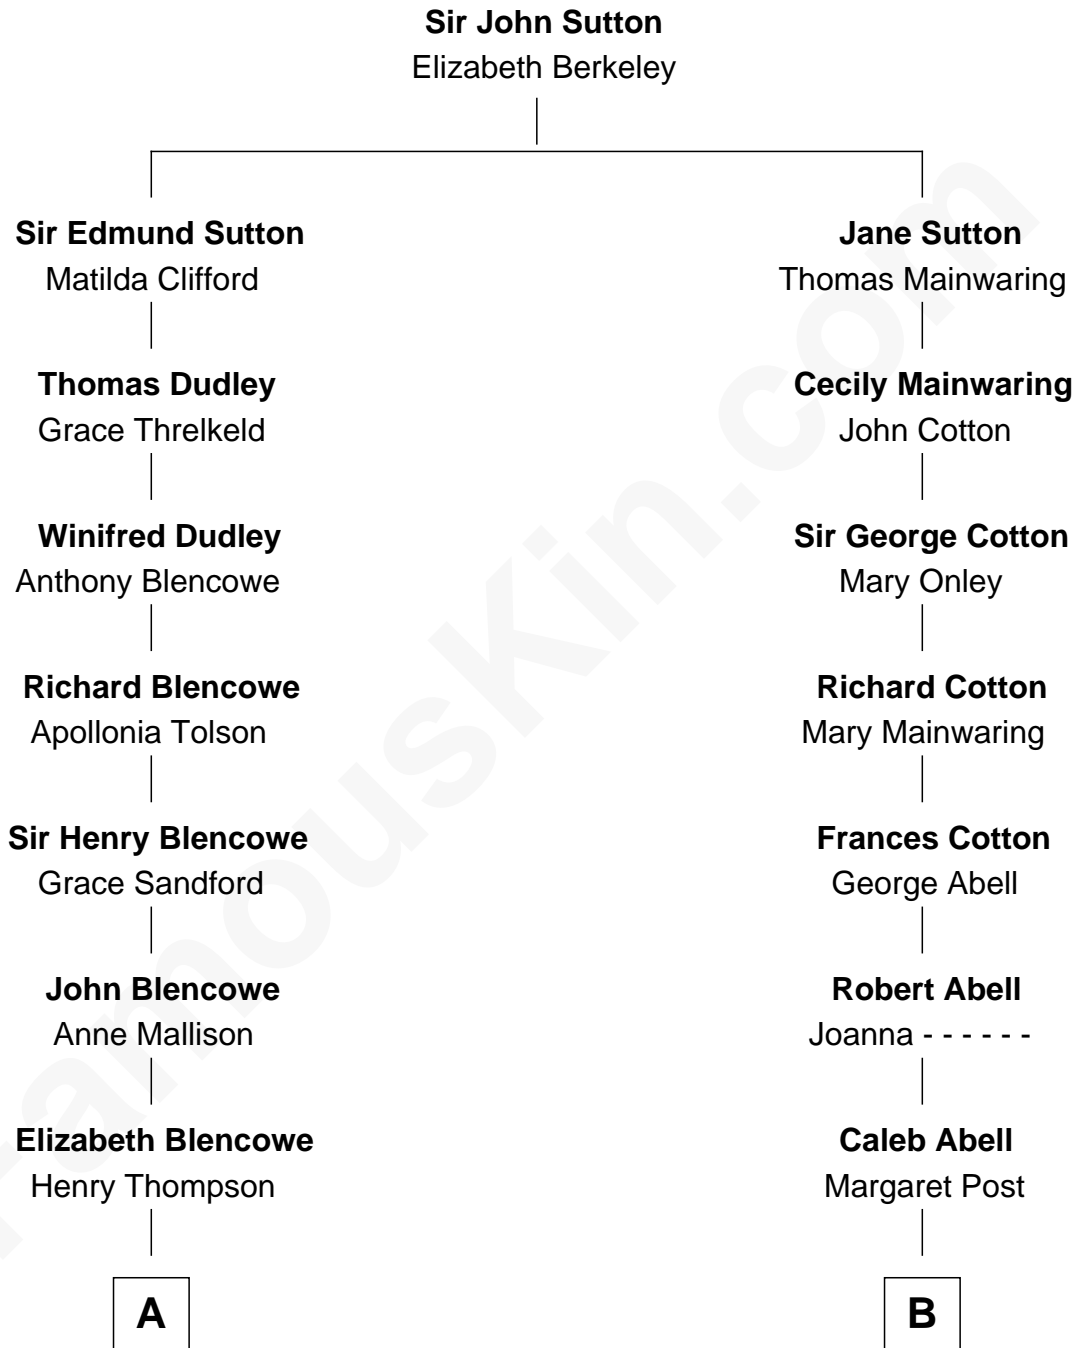 Sir John Sutton
Elizabeth Berkeley
Sir Edmund Sutton
Matilda Clifford
Jane Sutton
Thomas Mainwaring
Thomas Dudley
Grace Threlkeld
Cecily Mainwaring
John Cotton
Winifred Dudley
Anthony Blencowe
Sir George Cotton
Mary Onley
Richard Blencowe
Apollonia Tolson
Richard Cotton
Mary Mainwaring
Sir Henry Blencowe
Grace Sandford
Frances Cotton
George Abell
John Blencowe
Anne Mallison
Robert Abell
Joanna - - - - - -
Elizabeth Blencowe
Henry Thompson
Caleb Abell
Margaret Post
A
B
FamousKin.com